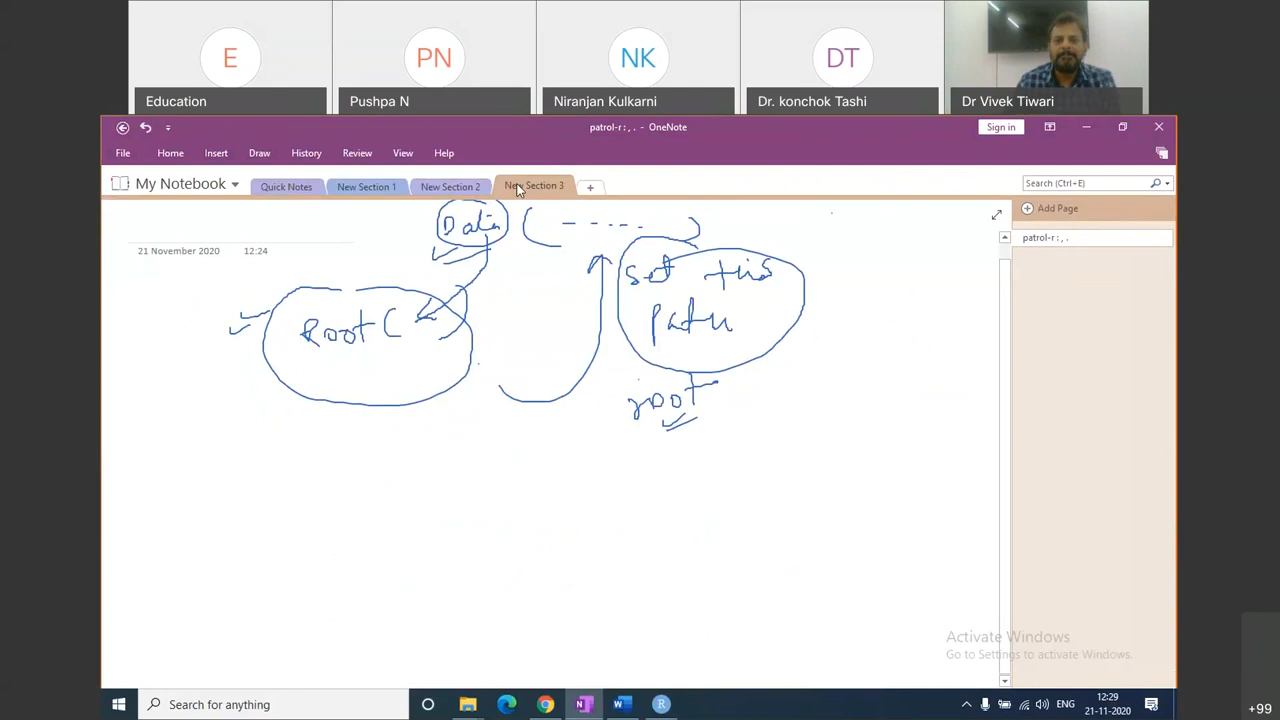 E
PN
NK
DT
Education
Pushpa N
Niranjan Kulkarni
Dr. konchok Tashi
Dr Vivek Tiwari
patrol-r:,. - OneNote
Sign in
File
Home
Insert
Draw
History
Review
View
Help
My Notebook
Quick Notes
New Section 1
New Section 2
New Section 3
Search (Ctrl+E)
Add Page
patrol-r:,.
21 November 2020
12:24
Data (-----)
Root (
set this
path
root
Activate Windows
Go to Settings to activate Windows.
Search for anything
ENG
12:29
21-11-2020
+99